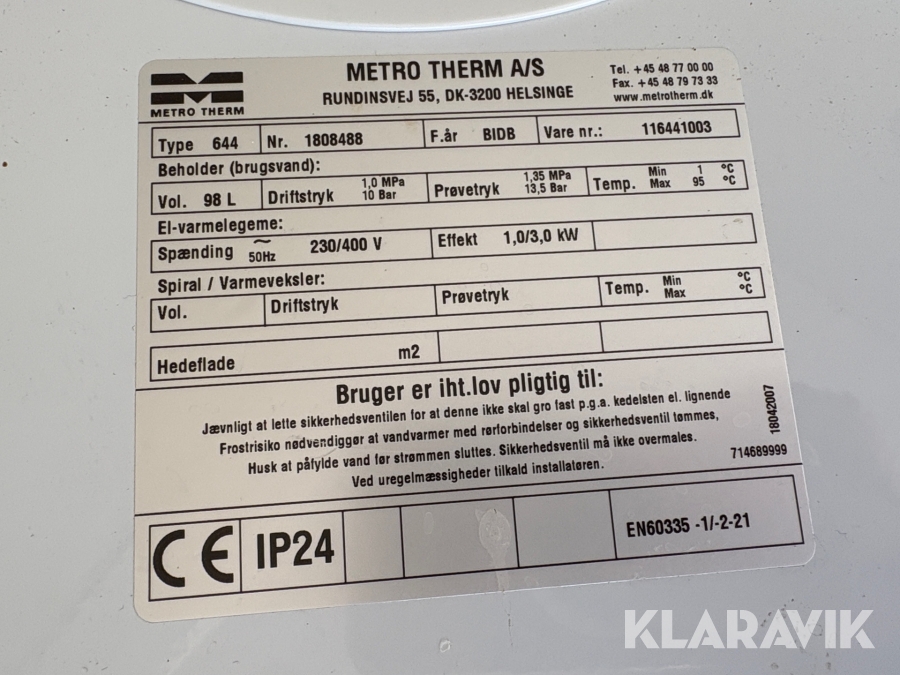 METRO THERM
METRO THERM A/S
RUNDINSVEJ 55, DK-3200 HELSINGE
Tel. +45 48 77 00 00
Fax. +45 48 79 73 33
www.metrotherm.dk
Type 644 Nr. 1808488 F.år BIDB Vare nr.: 116441003
Beholder (brugsvand):
Vol. 98 L Driftstryk 1,0 MPa 10 Bar Prøvetryk 1,35 MPa 13,5 Bar Temp. Min 1 °C Max 95 °C
El-varmelegeme:
Spænding ~ 50Hz 230/400 V Effekt 1,0/3,0 kW
Spiral / Varmeveksler:
Vol. Driftstryk Prøvetryk Temp. Min °C Max °C
Hedeflade m2
Bruger er iht.lov pligtig til:
Jævnligt at lette sikkerhedsventilen for at denne ikke skal gro fast p.g.a. kedelsten el. lignende
Frostrisiko nødvendiggør at vandvarmer med rørforbindelser og sikkerhedsventil tømmes,
Husk at påfylde vand før strømmen sluttes. Sikkerhedsventil må ikke overmales.
Ved uregelmæssigheder tilkald installatøren.
18042007
714689999
CE IP24 EN60335 -1/-2-21
KLARAVIK